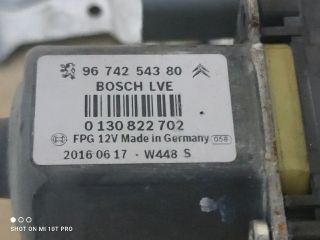 96 742 543 80
BOSCH LVE
0 130 822 702
FPG 12V Made in Germany 058
2016 06 17 - W448 S
SHOT ON MI 10T PRO